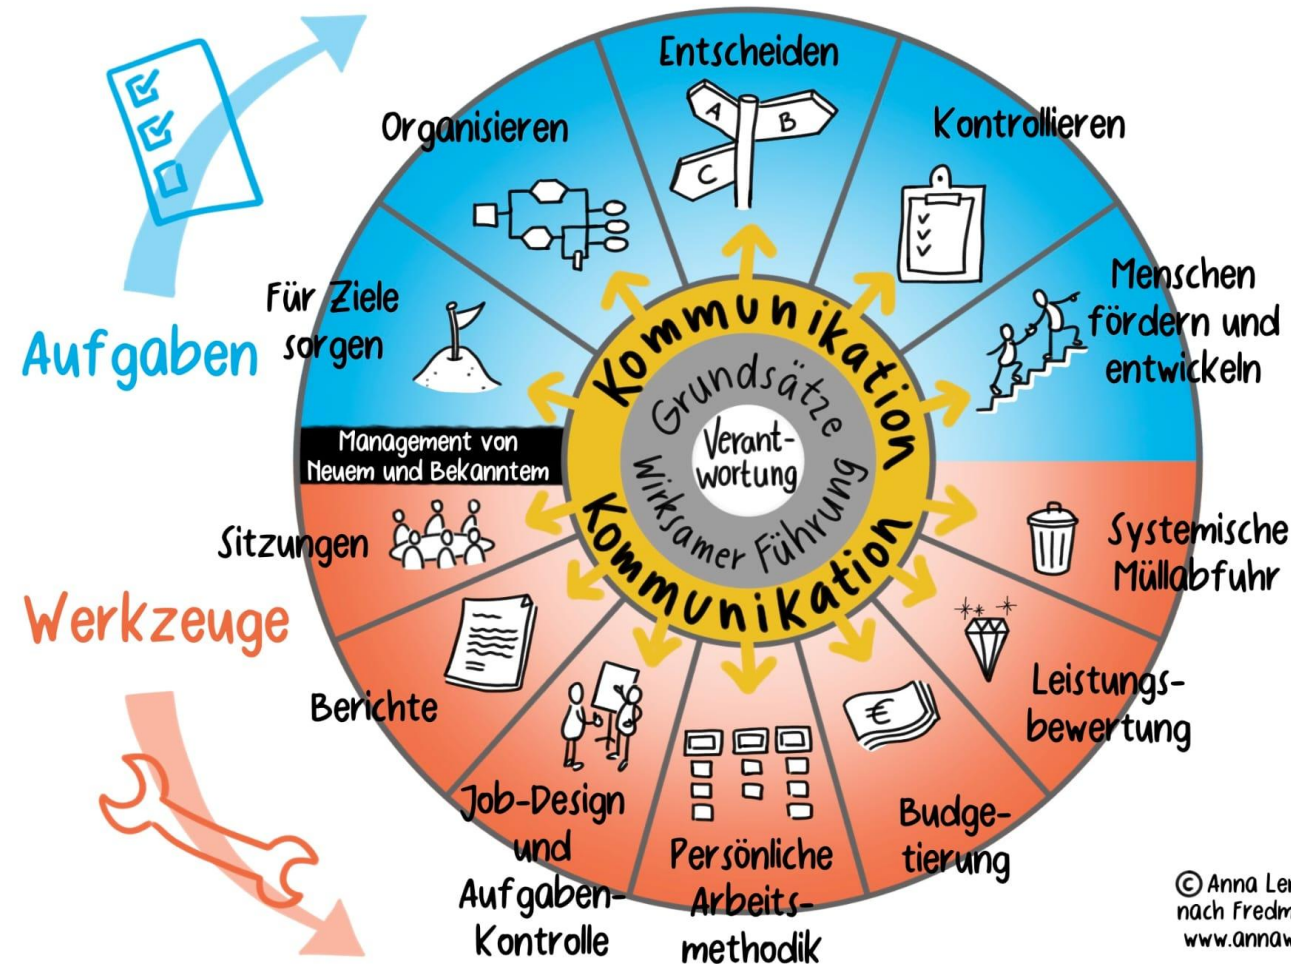 Aufgaben
Für Ziele
sorgen
Organisieren
Entscheiden
A
B
C
Kontrollieren
Menschen
fördern und
entwickeln
Kommunikation
Grundsätze
Verant-
wortung
Wirksamer Führung
Kommunikation
Management von
Neuem und Bekanntem
Werkzeuge
Sitzungen
Berichte
Job-Design
und
Aufgaben-
Kontrolle
Persönliche
Arbeits-
methodik
€
Budge-
tierung
Leistungs-
bewertung
Systemische
Müllabfuhr
© Anna
nach